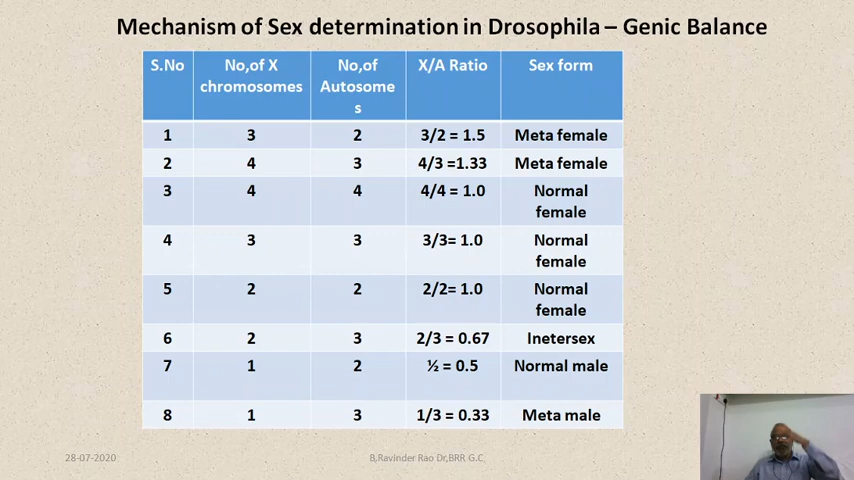 Mechanism of Sex determination in Drosophila – Genic Balance
S.No No,of X chromosomes No,of Autosome s X/A Ratio Sex form
1 3 2 3/2 = 1.5 Meta female
2 4 3 4/3 =1.33 Meta female
3 4 4 4/4 = 1.0 Normal female
4 3 3 3/3= 1.0 Normal female
5 2 2 2/2= 1.0 Normal female
6 2 3 2/3 = 0.67 Inetersex
7 1 2 ½ = 0.5 Normal male
8 1 3 1/3 = 0.33 Meta male
28-07-2020 B,Ravinder Rao Dr,BRR G.C